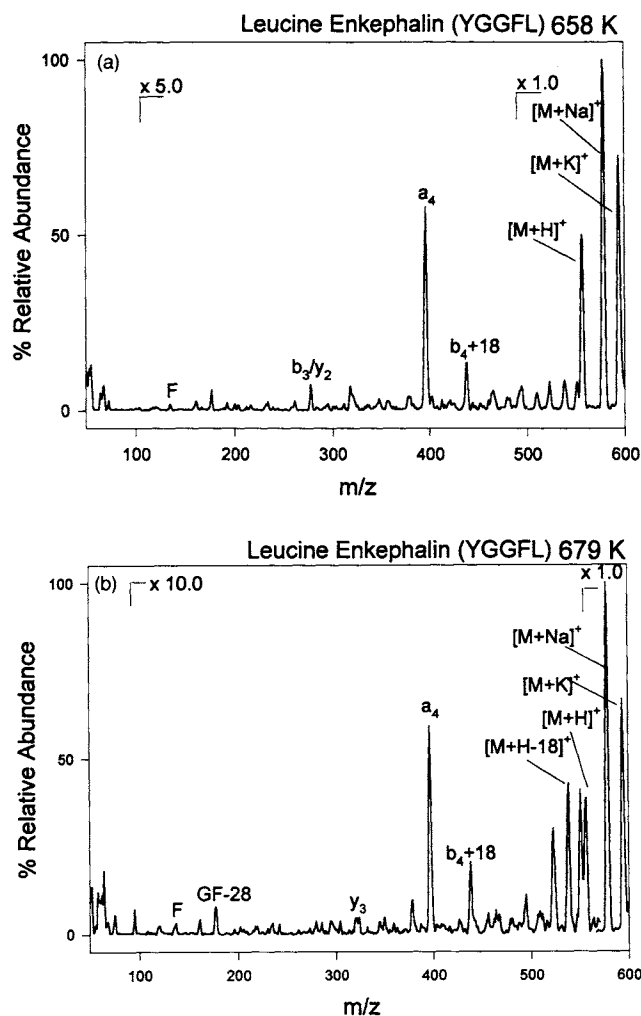 Leucine Enkephalin (YGGFL) 658 K
(a)
100
x 5.0
x 1.0
[M+Na]⁺
[M+K]⁺
a₄
[M+H]⁺
50
% Relative Abundance
b₃/y₂
b₄+18
F
0
100 200 300 400 500 600
m/z
Leucine Enkephalin (YGGFL) 679 K
(b)
100
x 10.0
x 1.0
[M+Na]⁺
[M+K]⁺
a₄
[M+H]⁺
[M+H-18]⁺
50
% Relative Abundance
b₄+18
GF-28
F
y₃
0
100 200 300 400 500 600
m/z